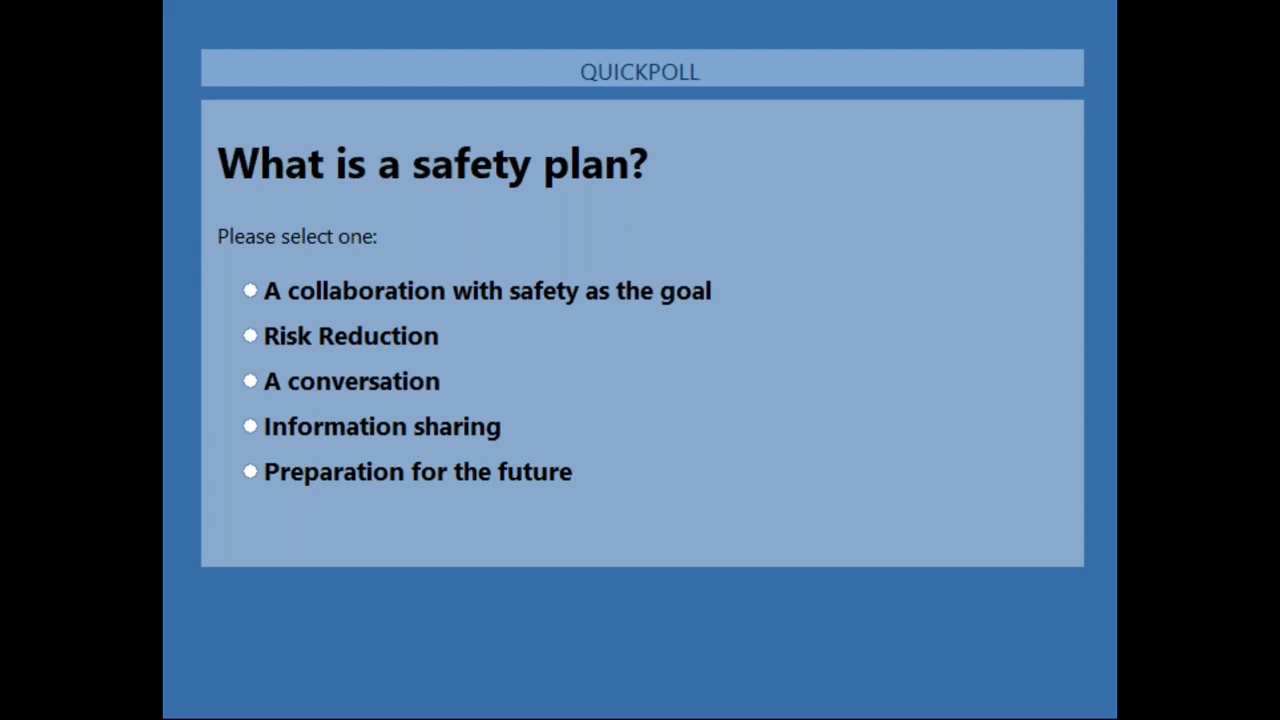 QUICKPOLL
What is a safety plan?
Please select one:
A collaboration with safety as the goal
Risk Reduction
A conversation
Information sharing
Preparation for the future